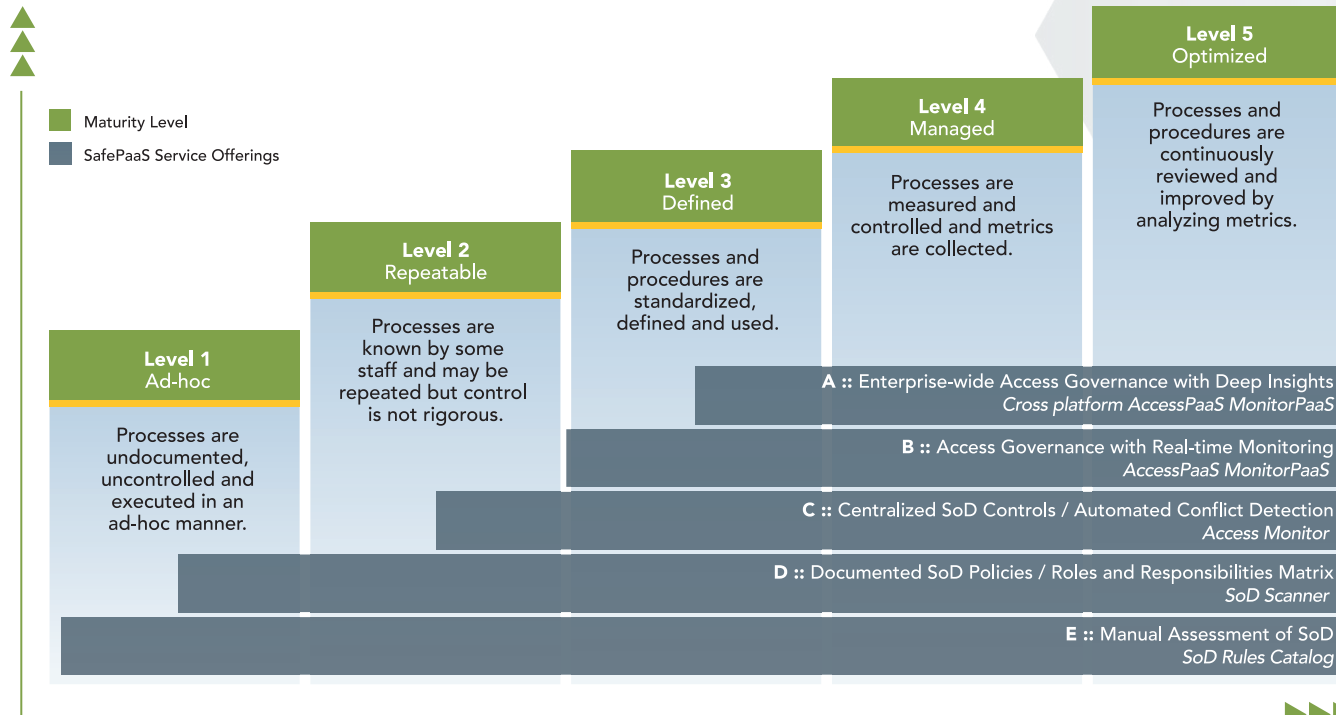 Maturity Level
SafePaaS Service Offerings
Level 1
Ad-hoc
Processes are
undocumented,
uncontrolled and
executed in an
ad-hoc manner.
Level 2
Repeatable
Processes are
known by some
staff and may be
repeated but control
is not rigorous.
Level 3
Defined
Processes and
procedures are
standardized,
defined and used.
Level 4
Managed
Processes are
measured and
controlled and metrics
are collected.
Level 5
Optimized
Processes and
procedures are
continuously
reviewed and
improved by
analyzing metrics.
A :: Enterprise-wide Access Governance with Deep Insights
Cross platform AccessPaaS MonitorPaaS
B :: Access Governance with Real-time Monitoring
AccessPaaS MonitorPaaS
C :: Centralized SoD Controls / Automated Conflict Detection
Access Monitor
D :: Documented SoD Policies / Roles and Responsibilities Matrix
SoD Scanner
E :: Manual Assessment of SoD
SoD Rules Catalog